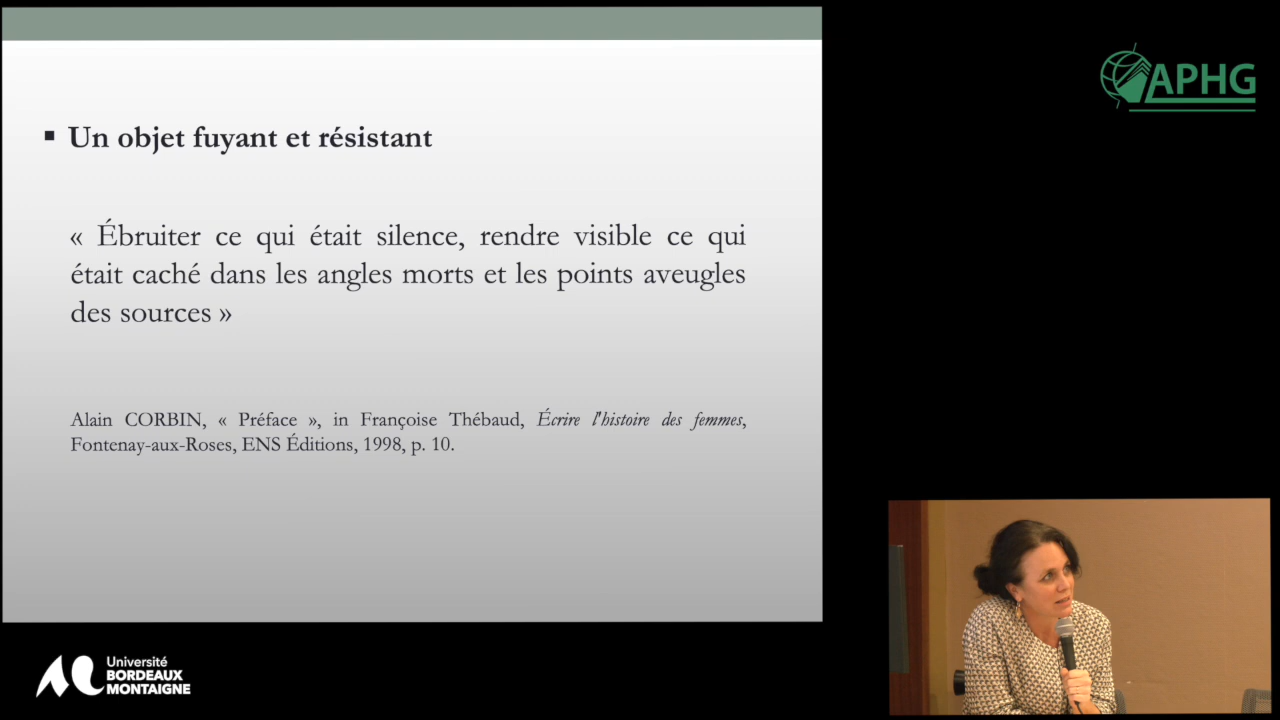 APHG
▪ Un objet fuyant et résistant
« Ébruiter ce qui était silence, rendre visible ce qui
était caché dans les angles morts et les points aveugles
des sources »
Alain CORBIN, « Préface », in Françoise Thébaud, Écrire l'histoire des femmes,
Fontenay-aux-Roses, ENS Éditions, 1998, p. 10.
Université
BORDEAUX
MONTAIGNE